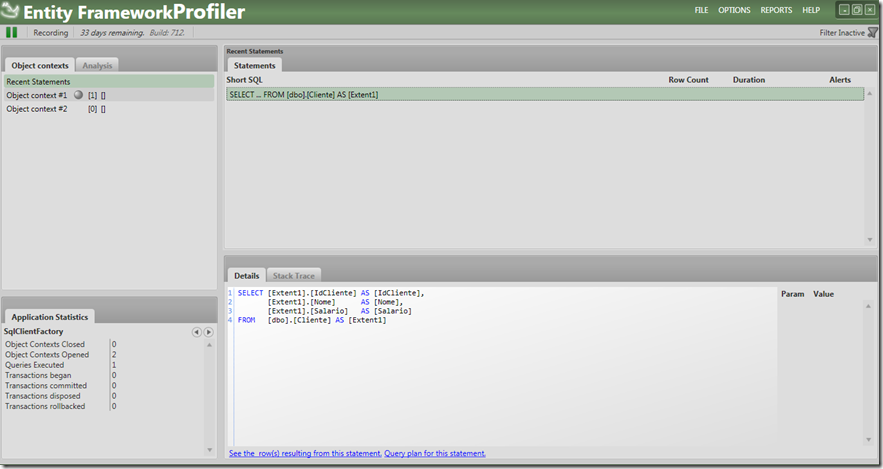 Entity FrameworkProfiler
FILE OPTIONS REPORTS HELP
Recording 33 days remaining. Build: 712. Filter Inactive
Object contexts Analysis
Recent Statements
Object context #1 [1] []
Object context #2 [0] []
Recent Statements
Statements
Short SQL Row Count Duration Alerts
SELECT ... FROM [dbo].[Cliente] AS [Extent1]
Application Statistics
SqlClientFactory
Object Contexts Closed 0
Object Contexts Opened 2
Queries Executed 1
Transactions began 0
Transactions committed 0
Transactions disposed 0
Transactions rollbacked 0
Details Stack Trace
1 SELECT [Extent1].[IdCliente] AS [IdCliente],
2 [Extent1].[Nome] AS [Nome],
3 [Extent1].[Salario] AS [Salario]
4 FROM [dbo].[Cliente] AS [Extent1]
Param Value
See the row(s) resulting from this statement. Query plan for this statement.